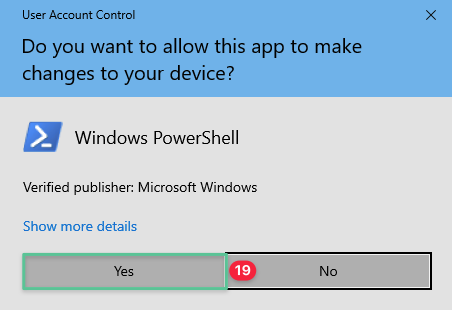 User Account Control
Do you want to allow this app to make
changes to your device?
Windows PowerShell
Verified publisher: Microsoft Windows
Show more details
Yes
19
No